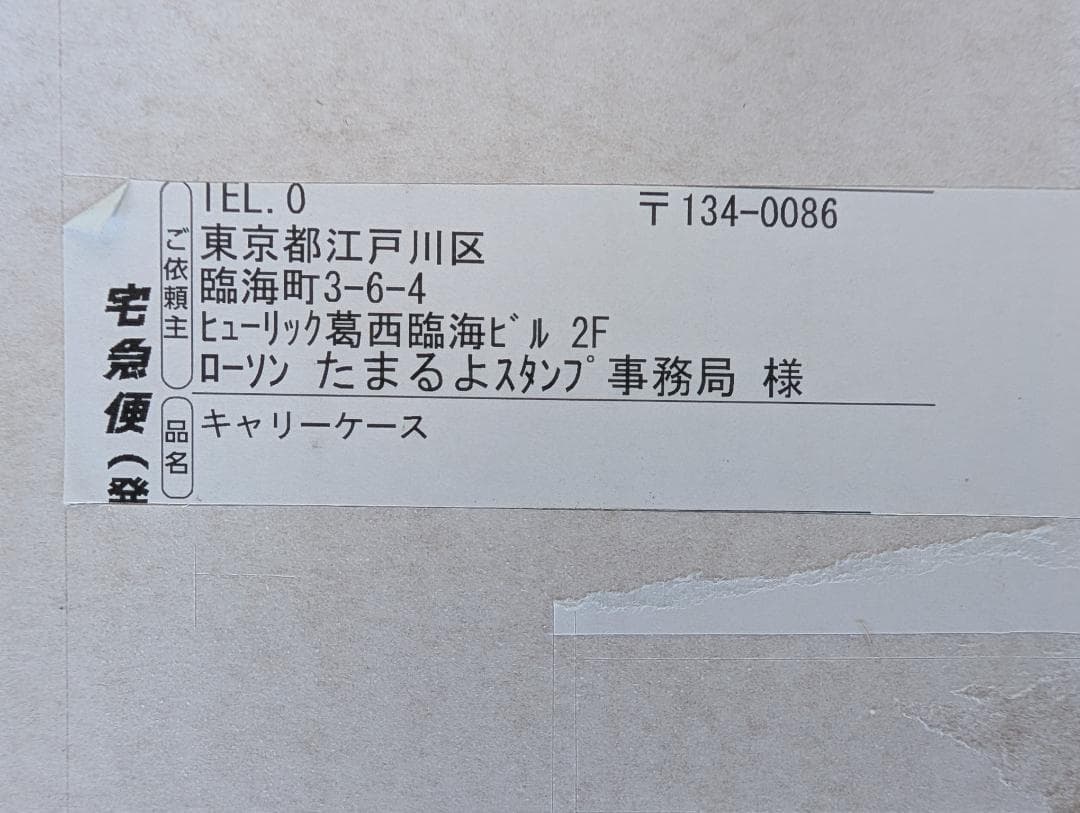 TEL. 0
〒134-0086
ご依頼主
東京都江戸川区
臨海町3-6-4
ﾋｭｰﾘｯｸ葛西臨海ﾋﾞﾙ 2F
ﾛｰｿﾝ たまるよｽﾀﾝﾌﾟ事務局 様
品名
キャリーケース
宅急便(発